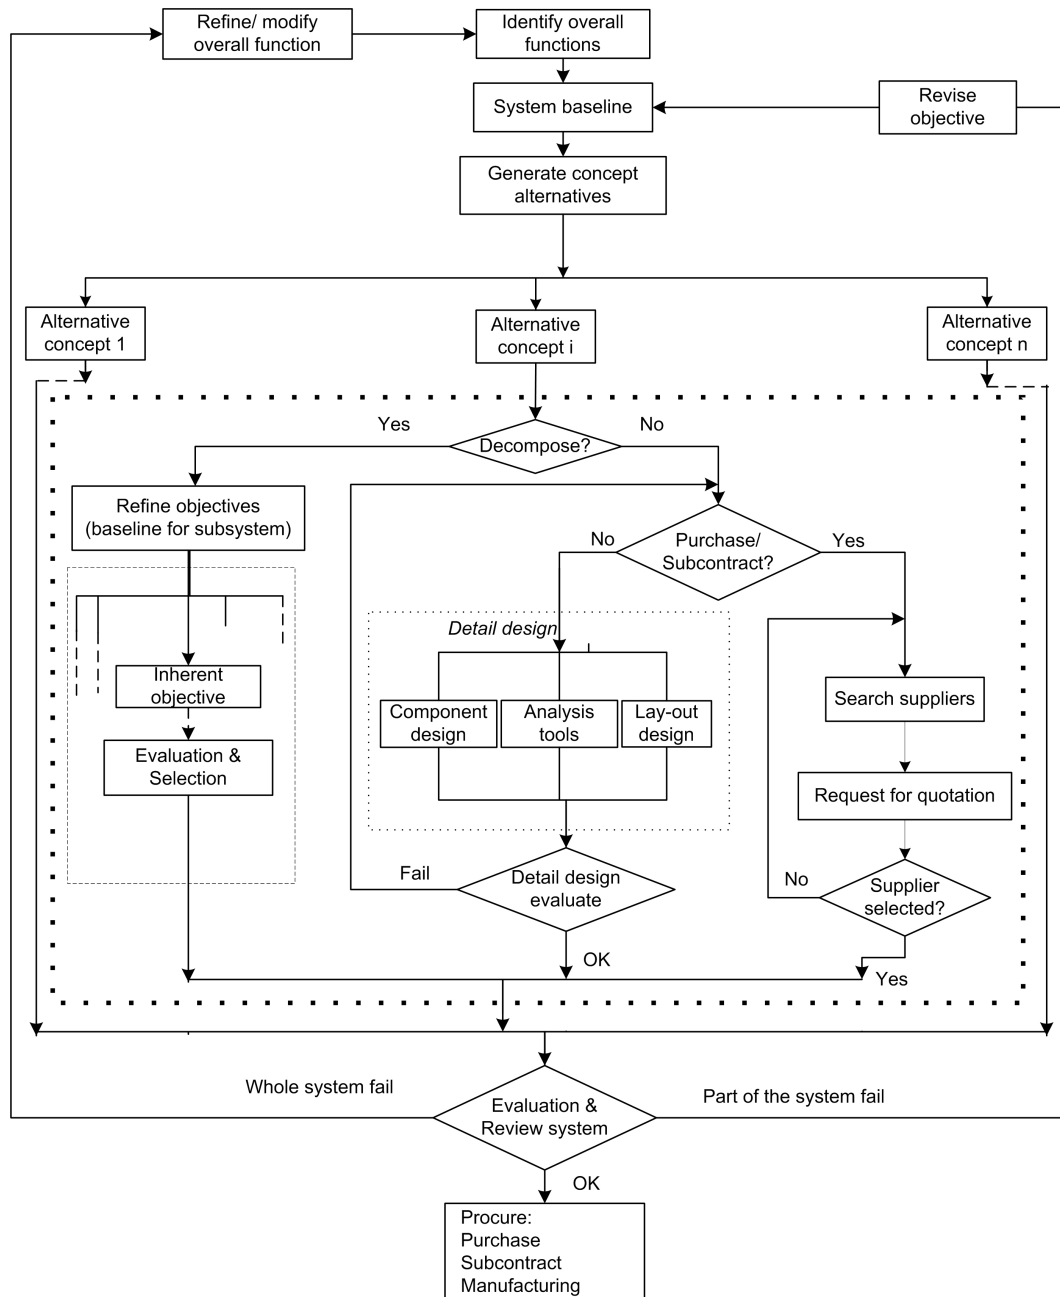 Refine/ modify
overall function
Identify overall
functions
System baseline
Revise
objective
Generate concept
alternatives
Alternative
concept 1
Alternative
concept i
Alternative
concept n
Yes
Decompose?
No
Refine objectives
(baseline for subsystem)
No
Purchase/
Subcontract?
Yes
Detail design
Inherent
objective
Search suppliers
Component
design
Analysis
tools
Lay-out
design
Evaluation &
Selection
Request for quotation
Fail
Detail design
evaluate
No
Supplier
selected?
OK
Yes
Whole system fail
Evaluation &
Review system
Part of the system fail
OK
Procure:
Purchase
Subcontract
Manufacturing